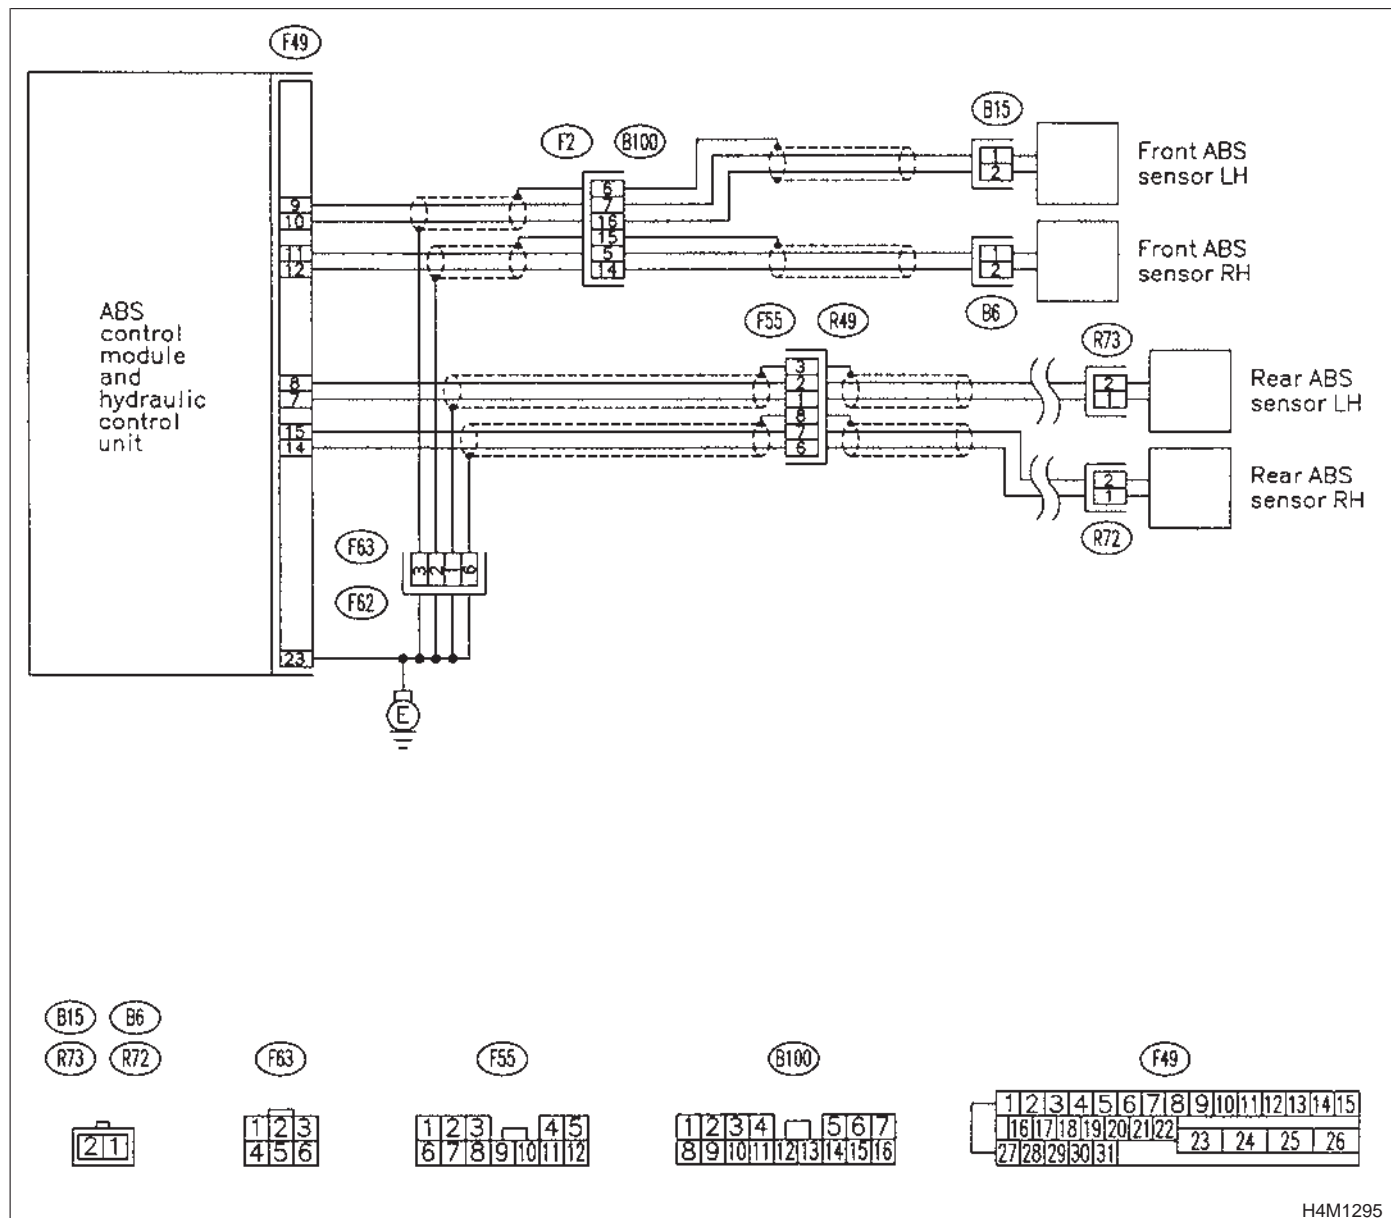 F49
F2
B100
B15
9
10
11
12
8
7
15
14
23
6
7
16
15
5
14
1
2
Front ABS
sensor LH
1
2
Front ABS
sensor RH
B6
ABS
control
module
and
hydraulic
control
unit
F55
R49
3
2
1
8
7
6
R73
2
1
Rear ABS
sensor LH
2
1
Rear ABS
sensor RH
R72
F63
3
2
1
6
F62
E
B15 B6
R73 R72
F63
F55
B100
F49
2 1
1 2 3
4 5 6
1 2 3 4 5
6 7 8 9 10 11 12
1 2 3 4 5 6 7
8 9 10 11 12 13 14 15 16
1 2 3 4 5 6 7 8 9 10 11 12 13 14 15
16 17 18 19 20 21 22 23 24 25 26
27 28 29 30 31
H4M1295